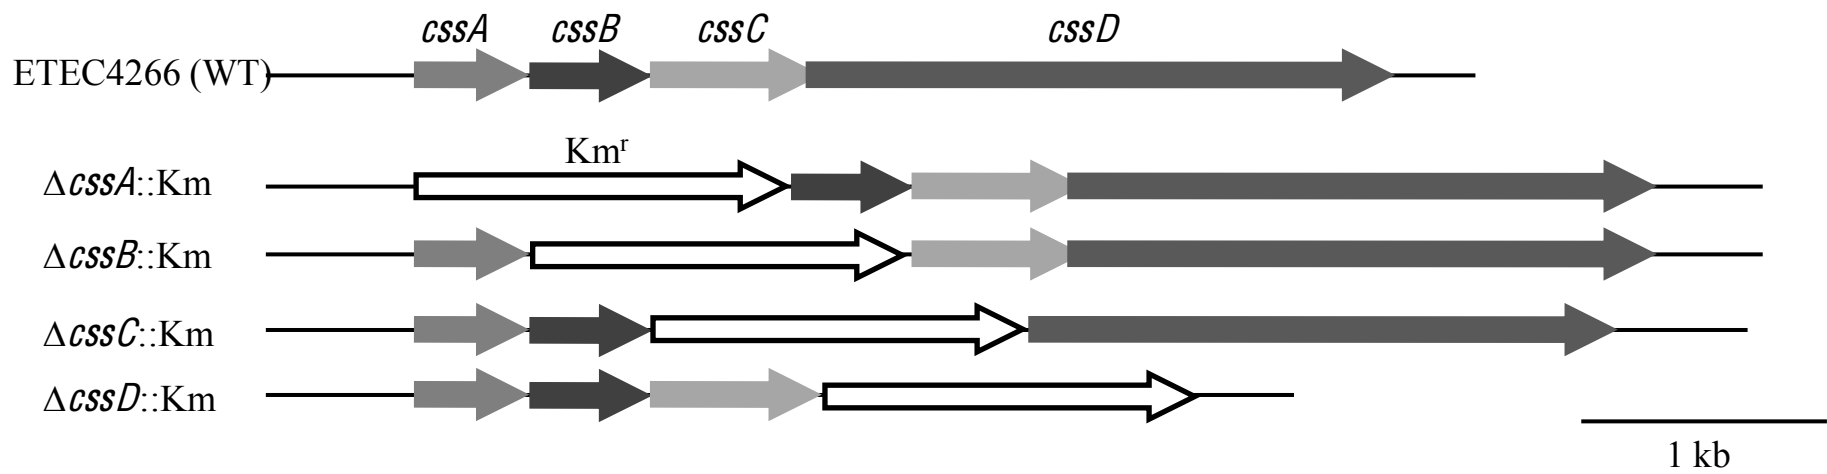 cssA cssB cssC cssD
ETEC4266 (WT)
Kmʳ
ΔcssA::Km
ΔcssB::Km
ΔcssC::Km
ΔcssD::Km
1 kb